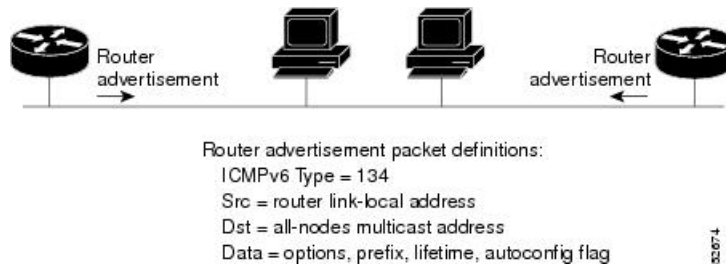 Router
advertisement
Router
advertisement
Router advertisement packet definitions:
ICMPv6 Type = 134
Src = router link-local address
Dst = all-nodes multicast address
Data = options, prefix, lifetime, autoconfig flag